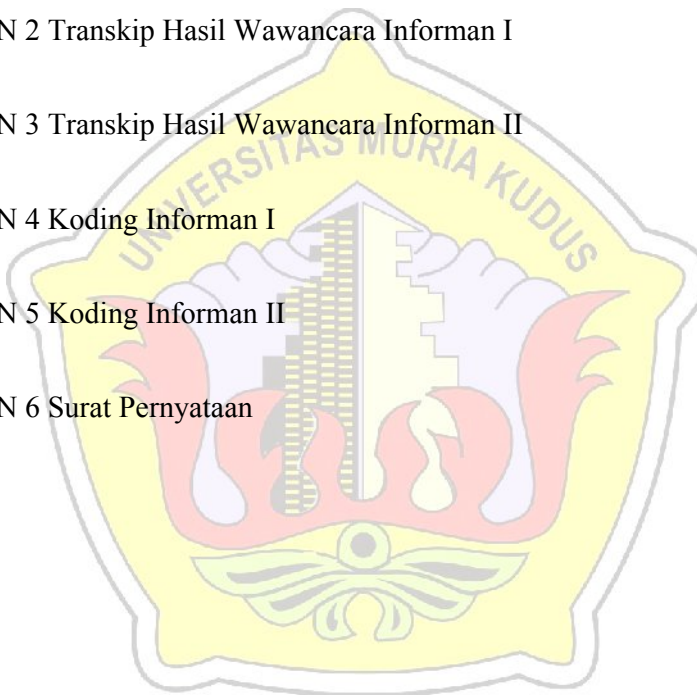 N 2 Transkip Hasil Wawancara Informan I
N 3 Transkip Hasil Wawancara Informan II
UNIVERSITAS MURIA KUDUS
N 4 Koding Informan I
N 5 Koding Informan II
N 6 Surat Pernyataan